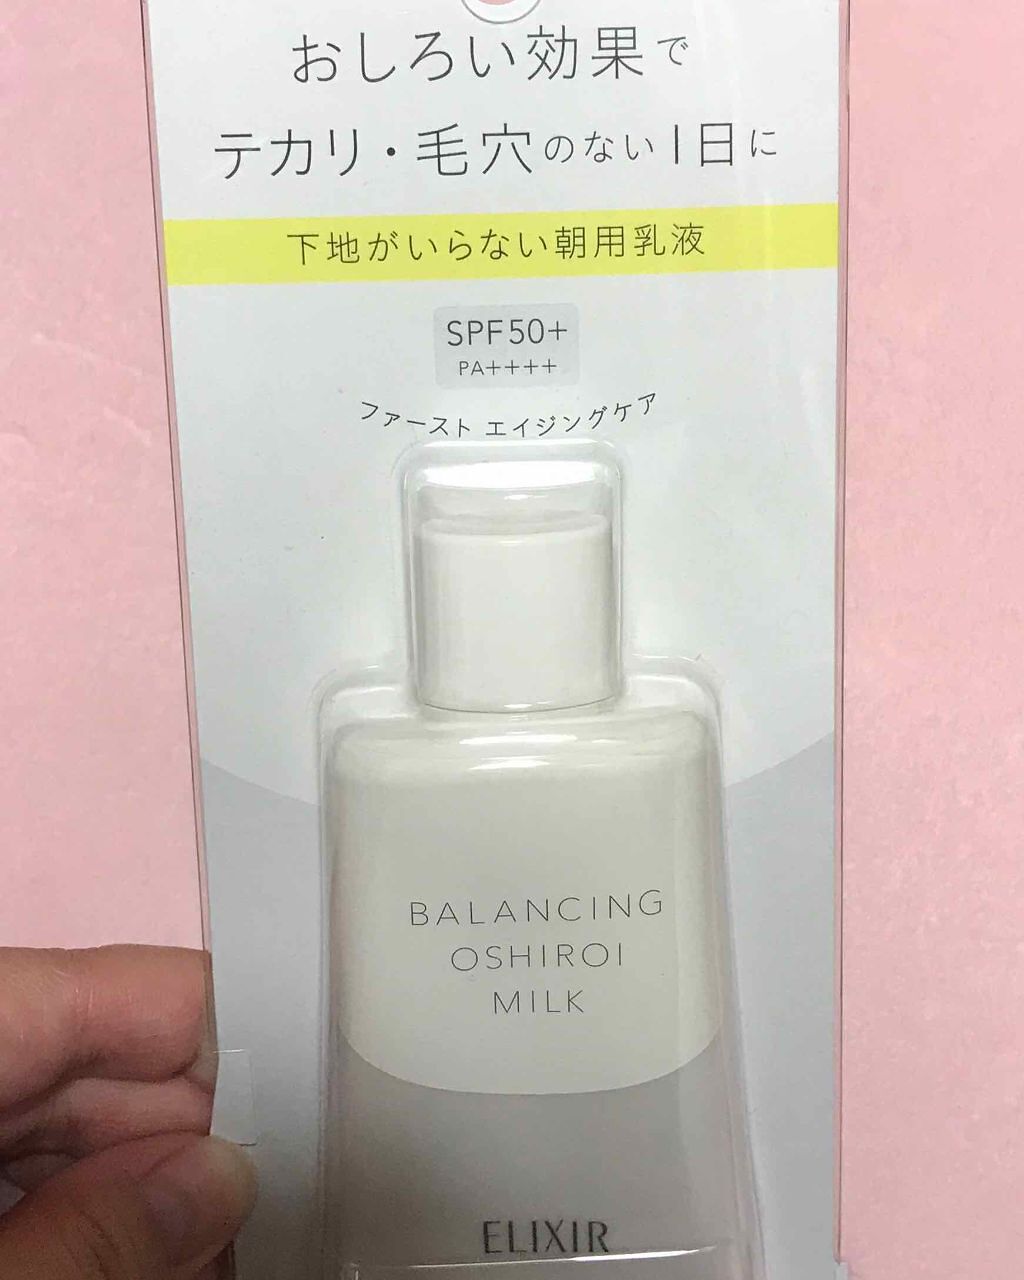 おしろい効果で
テカリ・毛穴のない1日に
下地がいらない朝用乳液
SPF50+
PA++++
ファースト エイジングケア
BALANCING
OSHIROI
MILK
ELIXIR